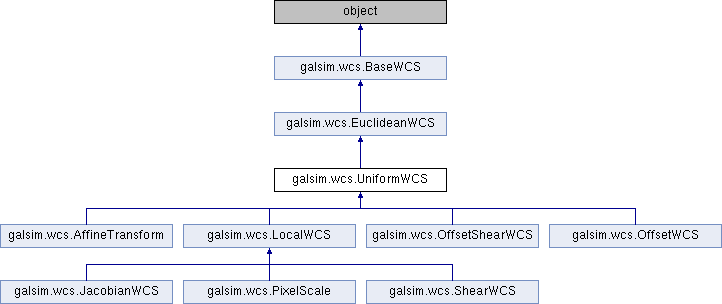 object
galsim.wcs.BaseWCS
galsim.wcs.EuclideanWCS
galsim.wcs.UniformWCS
galsim.wcs.AffineTransform
galsim.wcs.LocalWCS
galsim.wcs.OffsetShearWCS
galsim.wcs.OffsetWCS
galsim.wcs.JacobianWCS
galsim.wcs.PixelScale
galsim.wcs.ShearWCS